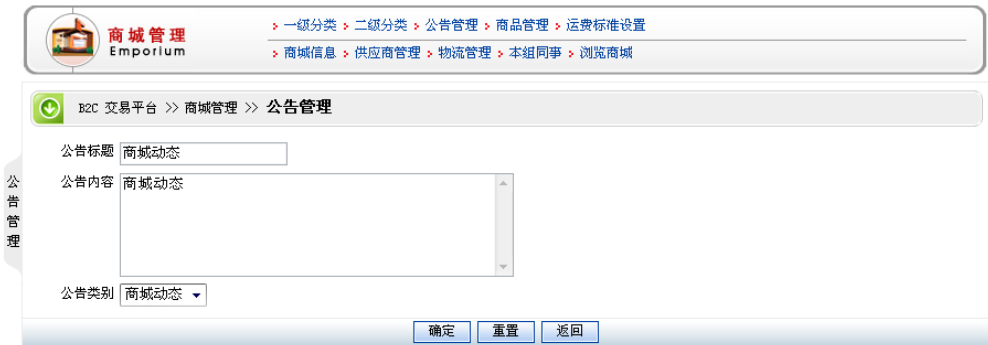 商城管理
Emporium
一级分类 二级分类 公告管理 商品管理 运费标准设置
商城信息 供应商管理 物流管理 本组同事 浏览商城
B2C 交易平台 >> 商城管理 >> 公告管理
公告管理
公告标题 商城动态
公告内容 商城动态
公告类别 商城动态
确定 重置 返回